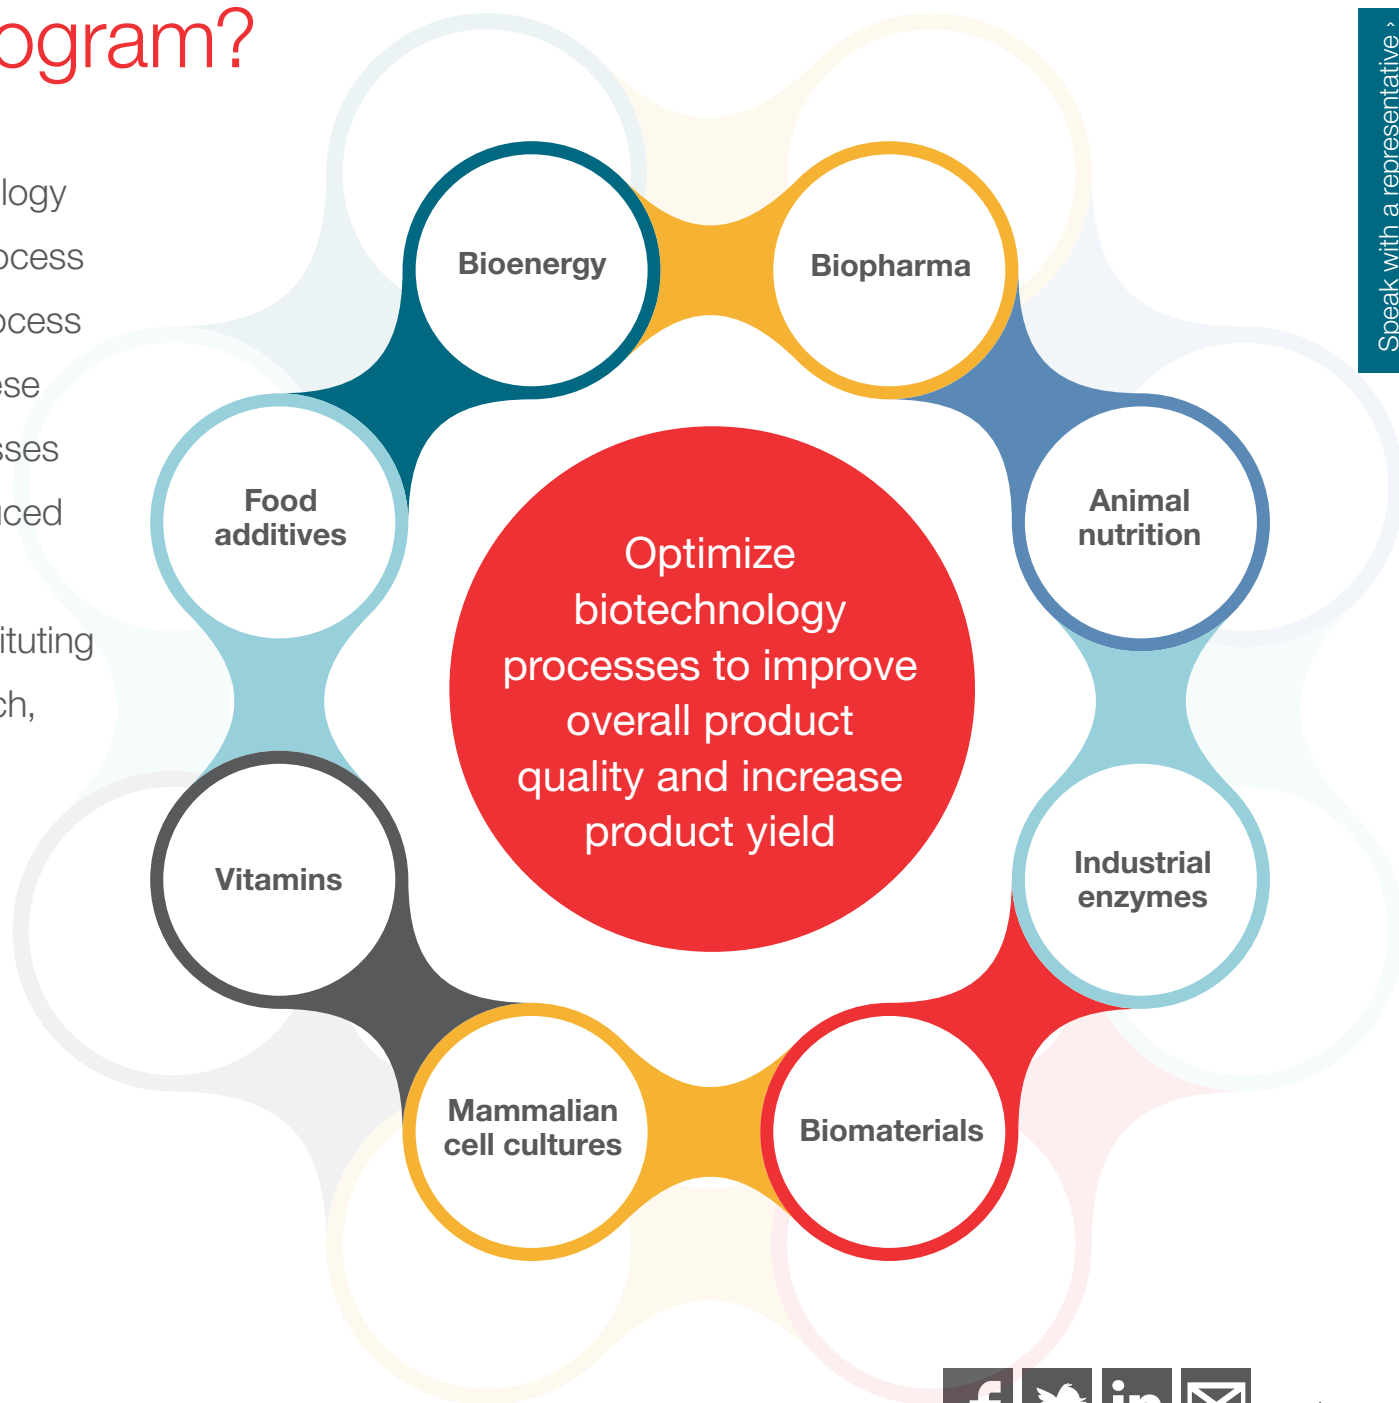 ogram?
logy
ocess
ocess
ese
sses
uced
ituting
ch,
Speak with a representative ›
Bioenergy
Biopharma
Food
additives
Animal
nutrition
Optimize
biotechnology
processes to improve
overall product
quality and increase
product yield
Vitamins
Industrial
enzymes
Mammalian
cell cultures
Biomaterials
f
in